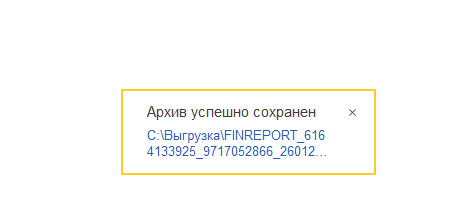 Архив успешно сохранен
C:\Выгрузка\FINREPORT_616
4133925_9717052866_26012...